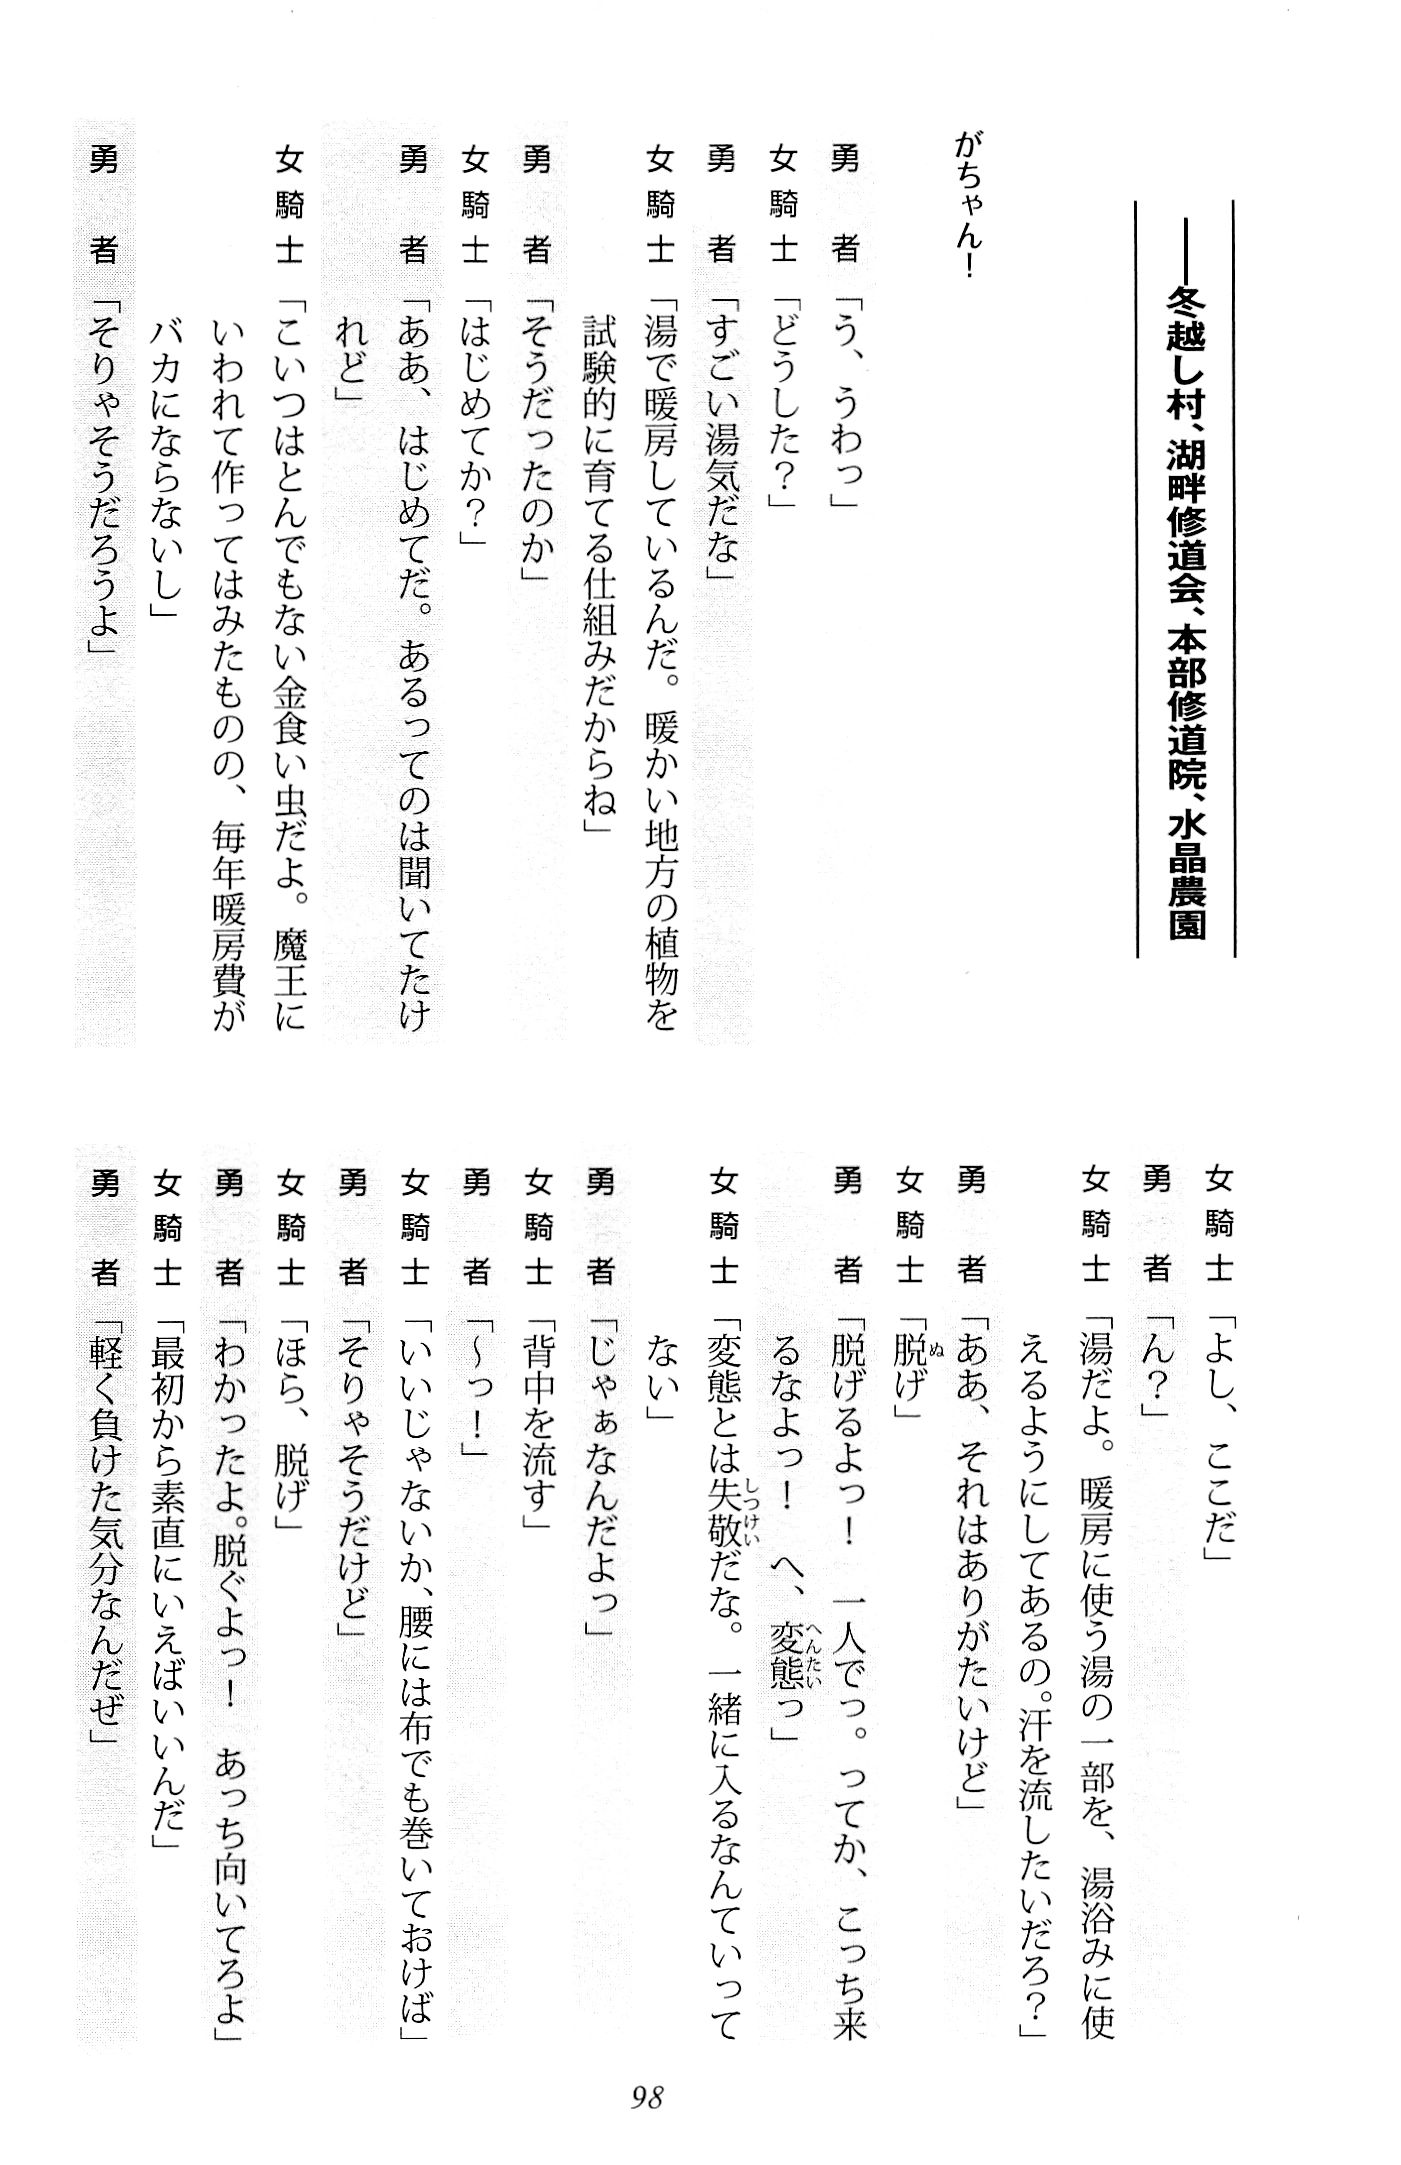 ――冬越し村、湖畔修道会、本部修道院、水晶農園
がちゃん！
勇　者「う、うわっ」
女騎士「どうした？」
勇　者「すごい湯気だな」
女騎士「湯で暖房しているんだ。暖かい地方の植物を
試験的に育てる仕組みだからね」
勇　者「そうだったのか」
女騎士「はじめてか？」
勇　者「ああ、はじめてだ。あるってのは聞いてたけ
れど」
女騎士「こいつはとんでもない金食い虫だよ。魔王に
いわれて作ってはみたものの、毎年暖房費が
バカにならないし」
勇　者「そりゃそうだろうよ」
女騎士「よし、ここだ」
勇　者「ん？」
女騎士「湯だよ。暖房に使う湯の一部を、湯浴みに使
えるようにしてあるの。汗を流したいだろ？」
勇　者「ああ、それはありがたいけど」
女騎士「脱げ」
勇　者「脱げるよっ！　一人でっ。ってか、こっち来
るなよっ！　へ、変態っ」
女騎士「変態とは失敬だな。一緒に入るなんていって
ない」
勇　者「じゃぁなんだよっ」
女騎士「背中を流す」
勇　者「～っ！」
女騎士「いいじゃないか、腰には布でも巻いておけば」
勇　者「そりゃそうだけど」
女騎士「ほら、脱げ」
勇　者「わかったよ。脱ぐよっ！　あっち向いてろよ」
女騎士「最初から素直にいえばいいんだ」
勇　者「軽く負けた気分なんだぜ」
98